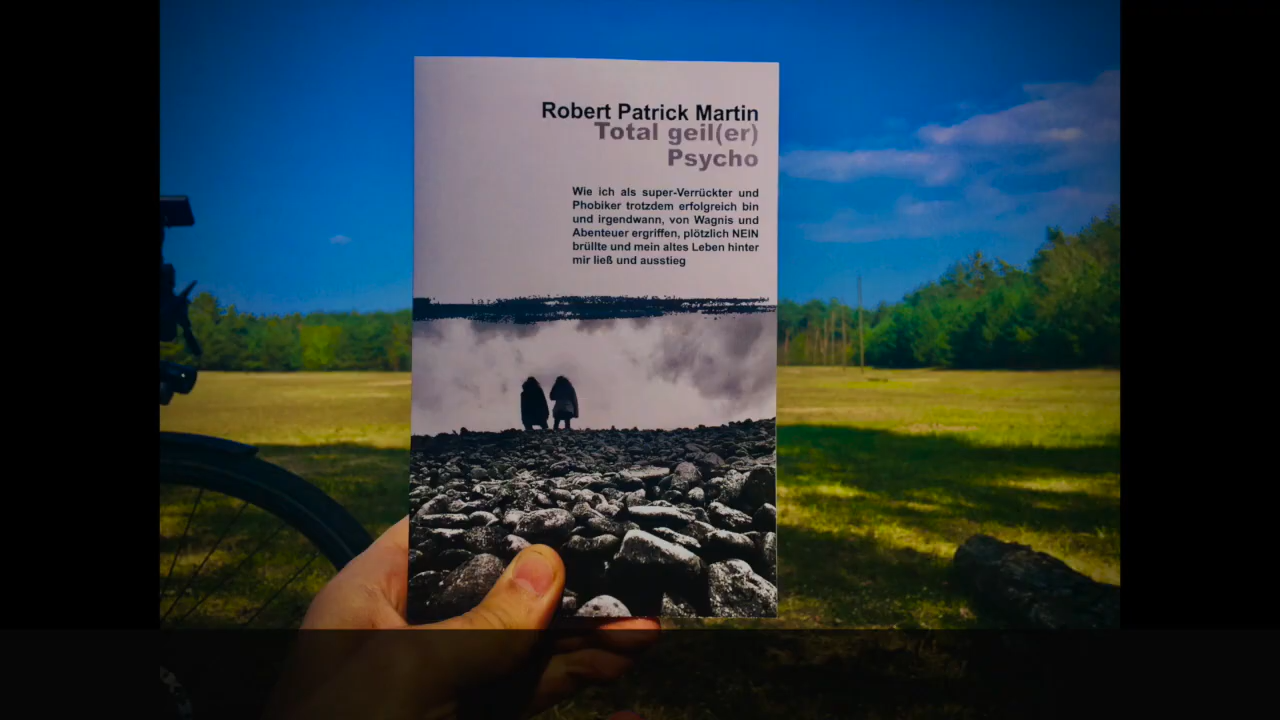 Robert Patrick Martin
Total geil(er)
Psycho
Wie ich als super-Verrückter und
Phobiker trotzdem erfolgreich bin
und irgendwann, von Wagnis und
Abenteuer ergriffen, plötzlich NEIN
brüllte und mein altes Leben hinter
mir ließ und ausstieg